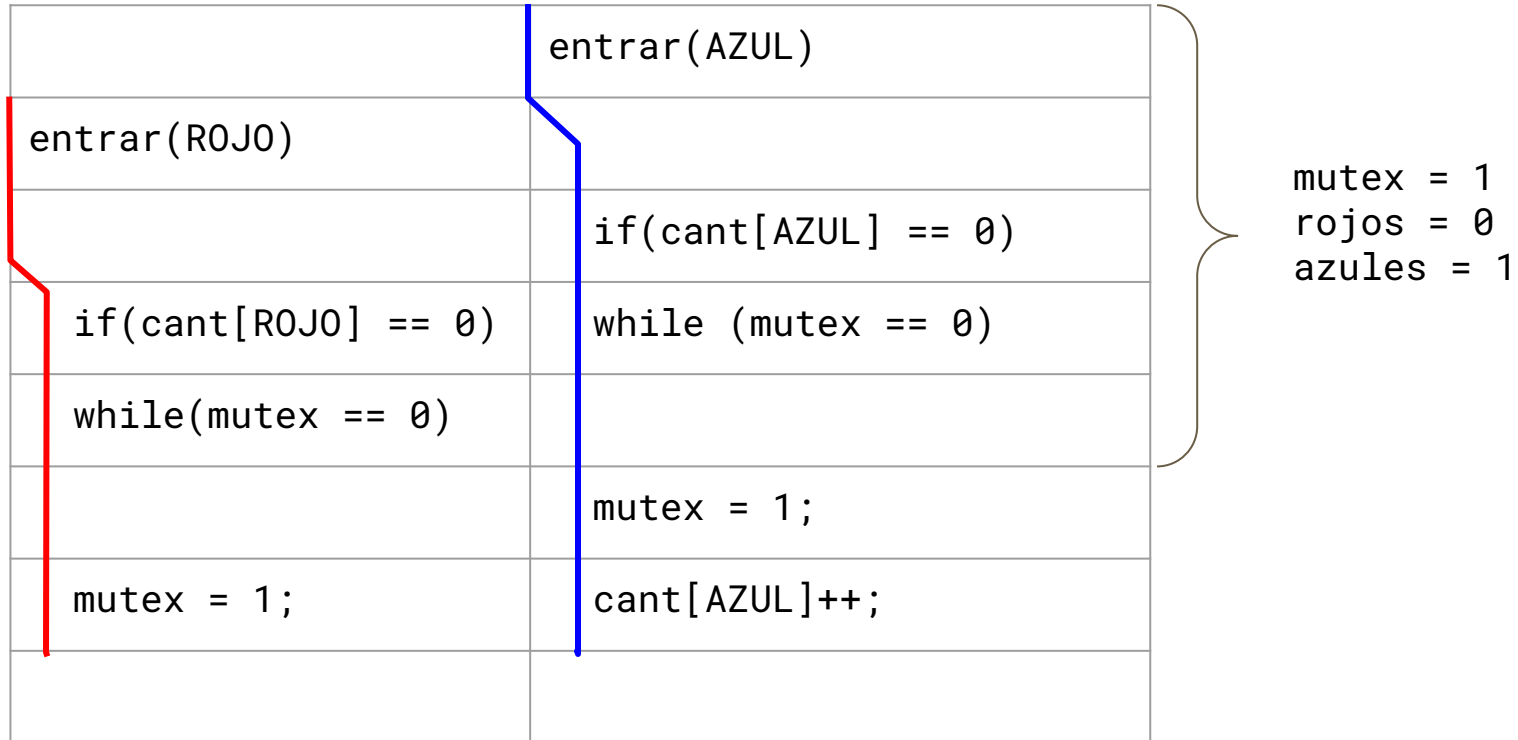 entrar(AZUL)
entrar(ROJO)
if(cant[AZUL] == 0)
if(cant[ROJO] == 0)
while (mutex == 0)
while(mutex == 0)
mutex = 1;
mutex = 1;
cant[AZUL]++;
mutex = 1
rojos = 0
azules = 1